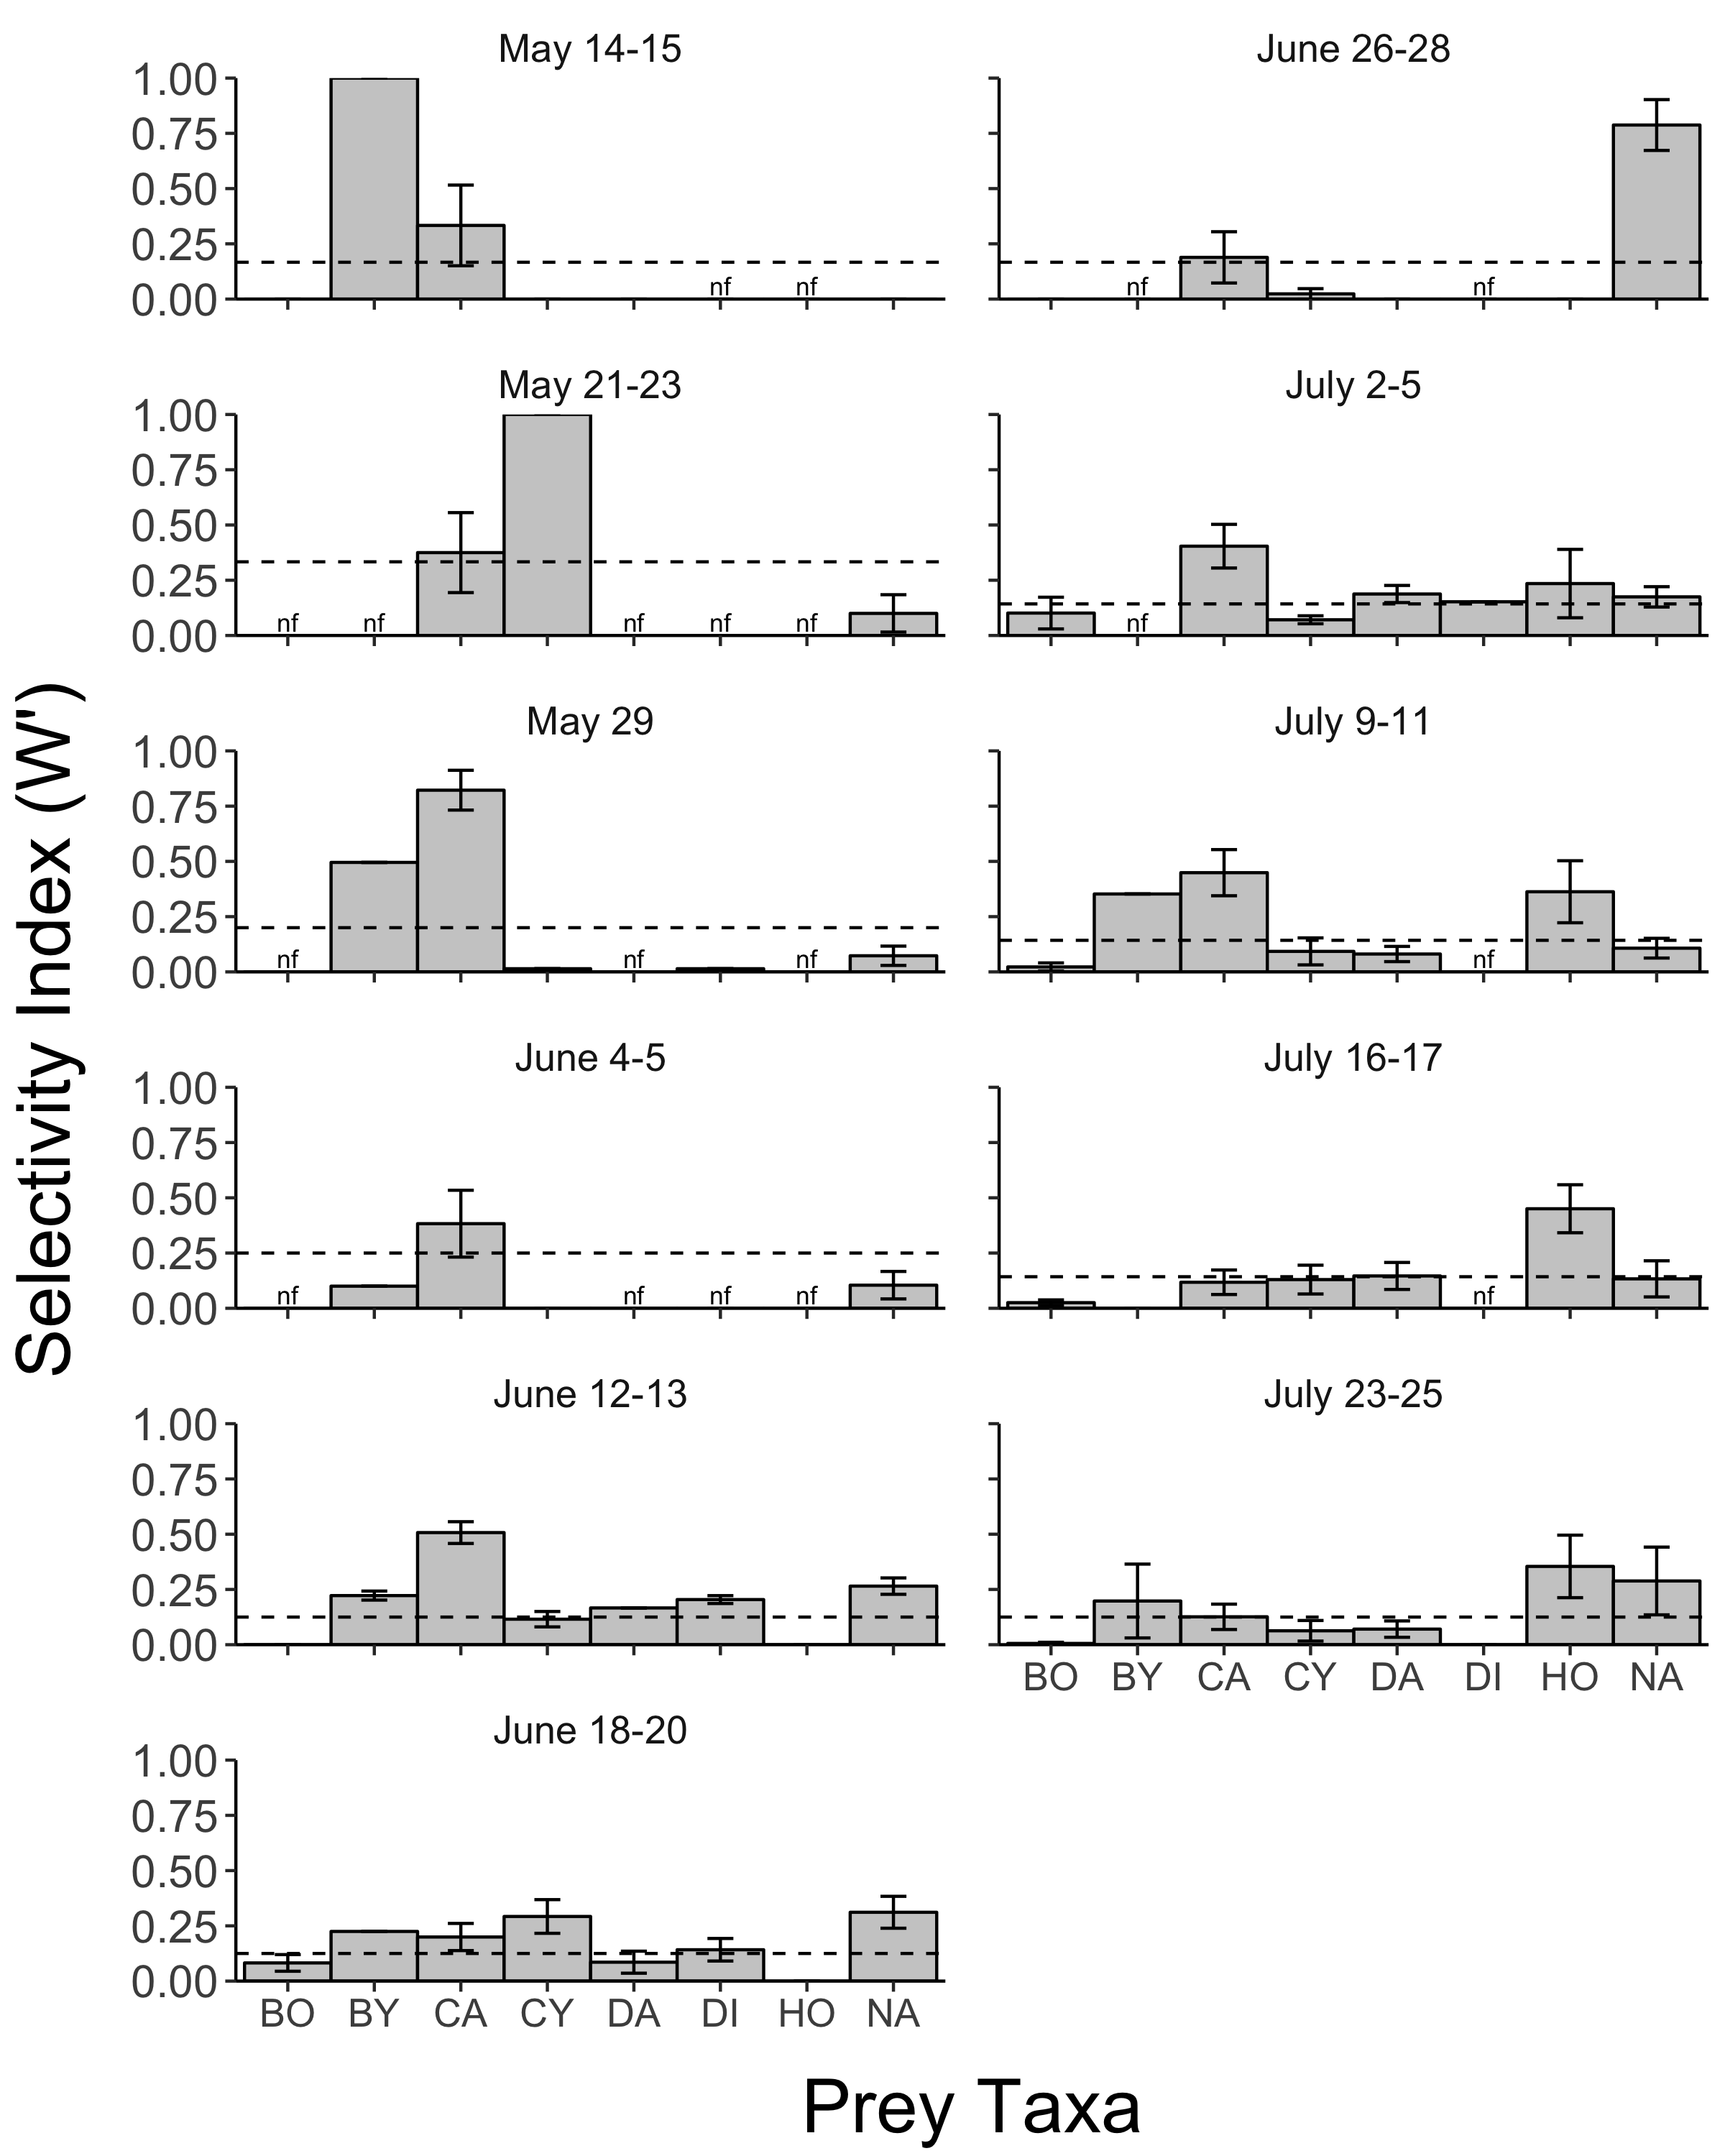 Selectivity Index (W')
May 14-15
1.00
0.75
0.50
0.25
0.00
nf nf
June 26-28
nf nf
May 21-23
1.00
0.75
0.50
0.25
0.00
nf nf nf nf nf
July 2-5
nf
May 29
1.00
0.75
0.50
0.25
0.00
nf nf nf
July 9-11
nf
June 4-5
1.00
0.75
0.50
0.25
0.00
nf nf nf nf
July 16-17
nf
June 12-13
1.00
0.75
0.50
0.25
0.00
July 23-25
BO BY CA CY DA DI HO NA
June 18-20
1.00
0.75
0.50
0.25
0.00
BO BY CA CY DA DI HO NA
Prey Taxa